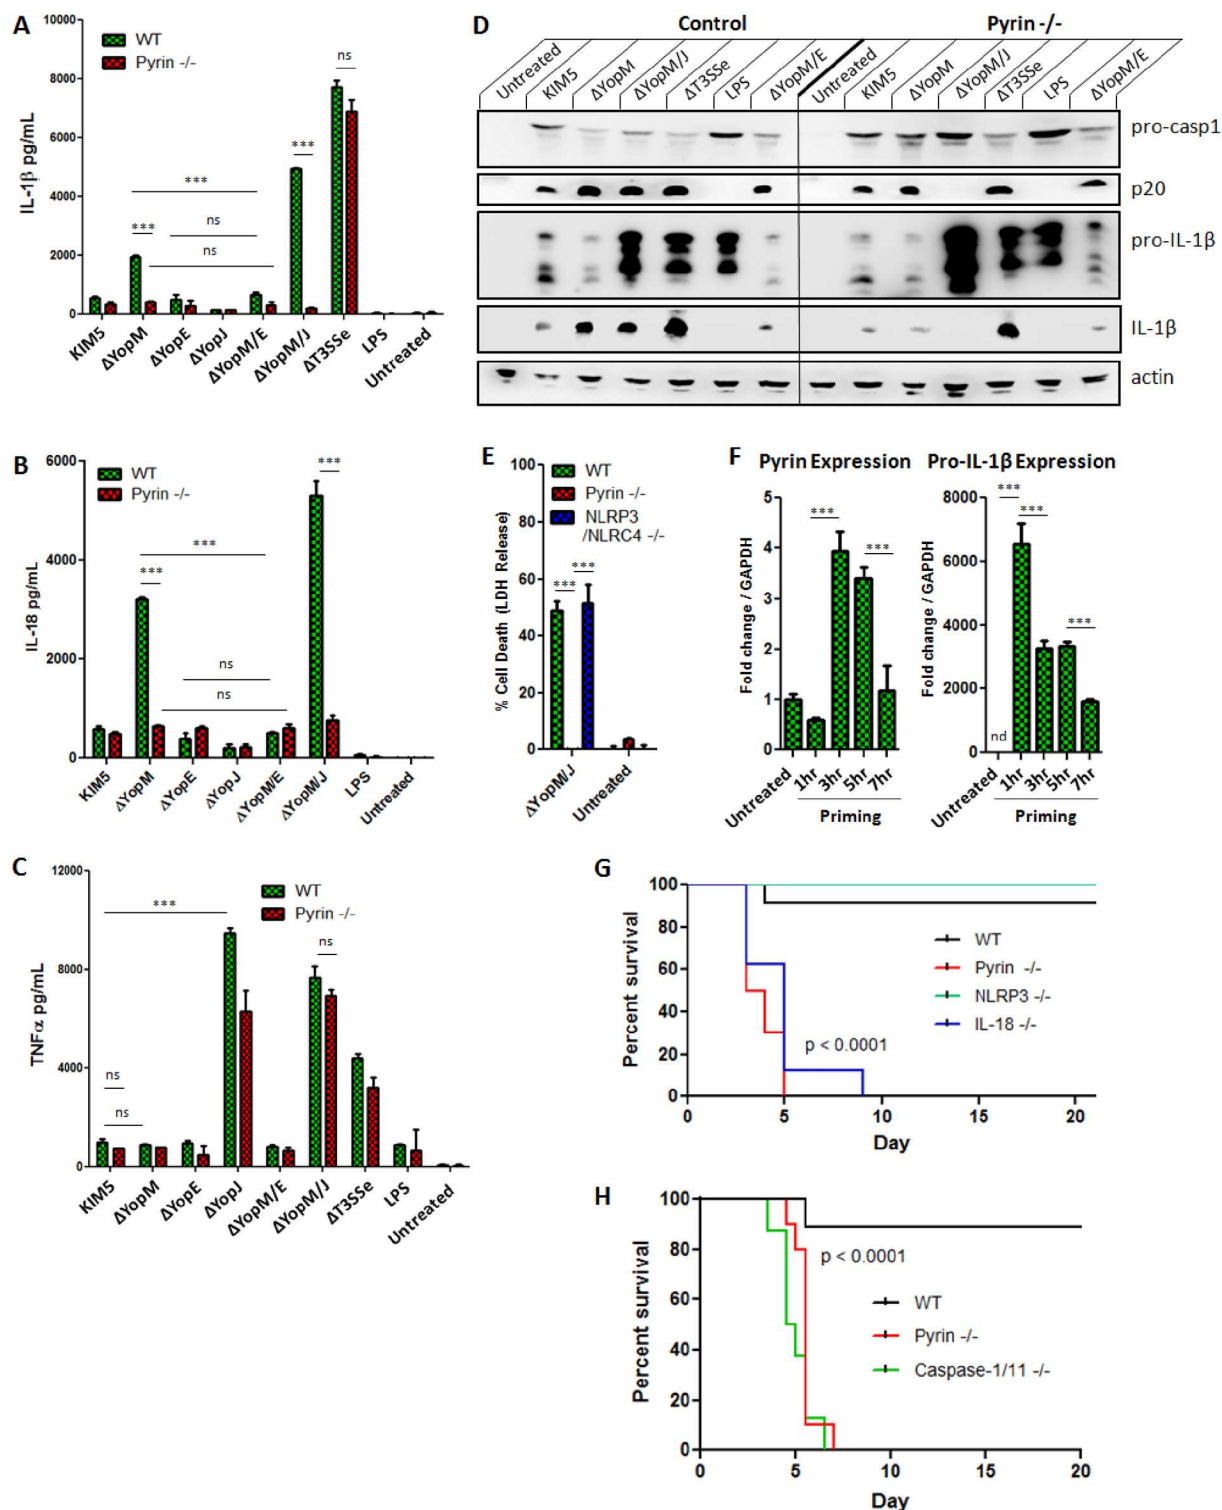 A
WT
Pyrin -/-
IL-1β pg/mL
10000
8000
6000
4000
2000
0
***
***
ns
ns
***
ns
KIM5
ΔYopM
ΔYopE
ΔYopJ
ΔYopM/E
ΔYopM/J
ΔT3SSe
LPS
Untreated
D
Control
Pyrin -/-
Untreated
KIM5
ΔYopM
ΔYopM/J
ΔT3SSe
LPS
ΔYopM/E
Untreated
KIM5
ΔYopM
ΔYopM/J
ΔT3SSe
LPS
ΔYopM/E
pro-casp1
p20
pro-IL-1β
IL-1β
actin
B
WT
Pyrin -/-
IL-18 pg/mL
6000
4000
2000
0
***
***
ns
ns
***
KIM5
ΔYopM
ΔYopE
ΔYopJ
ΔYopM/E
ΔYopM/J
LPS
Untreated
E
WT
Pyrin -/-
NLRP3
/NLRC4 -/-
% Cell Death (LDH Release)
100
80
60
40
20
0
***
***
ΔYopM/J
Untreated
F
Pyrin Expression
Fold change / GAPDH
5
4
3
2
1
0
***
***
Untreated
1hr
3hr
5hr
7hr
Priming
Pro-IL-1β Expression
Fold change / GAPDH
8000
6000
4000
2000
0
***
***
***
nd
Untreated
1hr
3hr
5hr
7hr
Priming
C
WT
Pyrin -/-
TNFα pg/mL
12000
8000
4000
0
***
ns
ns
ns
KIM5
ΔYopM
ΔYopE
ΔYopJ
ΔYopM/E
ΔYopM/J
ΔT3SSe
LPS
Untreated
G
Percent survival
100
80
60
40
20
0
WT
Pyrin -/-
NLRP3 -/-
IL-18 -/-
p < 0.0001
0
5
10
15
20
Day
H
Percent survival
100
80
60
40
20
0
p < 0.0001
WT
Pyrin -/-
Caspase-1/11 -/-
0
5
10
15
20
Day